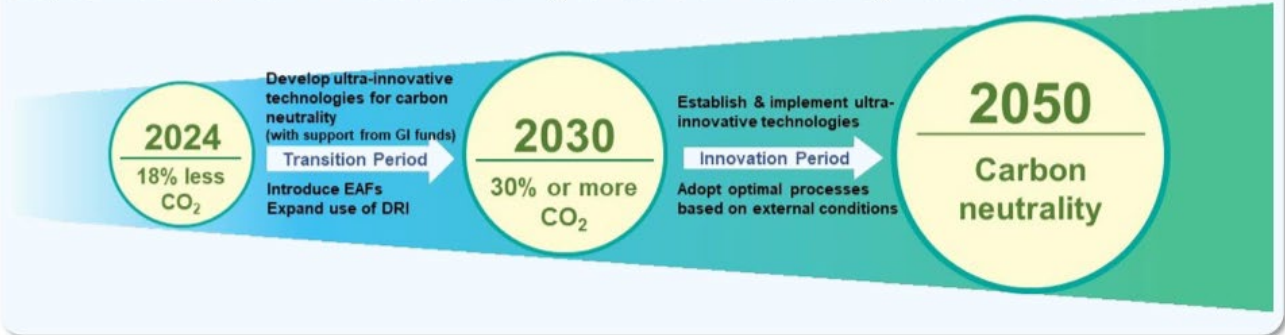 2024
18% less
CO₂
Develop ultra-innovative
technologies for carbon
neutrality
(with support from GI funds)
Transition Period
Introduce EAFs
Expand use of DRI
2030
30% or more
CO₂
Establish & implement ultra-
innovative technologies
Innovation Period
Adopt optimal processes
based on external conditions
2050
Carbon
neutrality